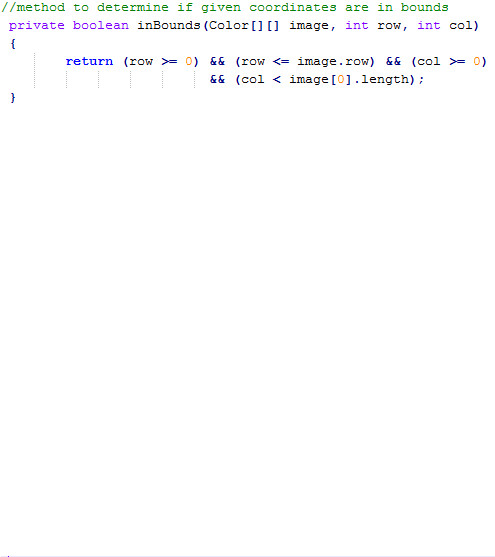 //method to determine if given coordinates are in bounds
private boolean inBounds(Color[][] image, int row, int col)
{
return (row >= 0) && (row <= image.row) && (col >= 0)
&& (col < image[0].length);
}